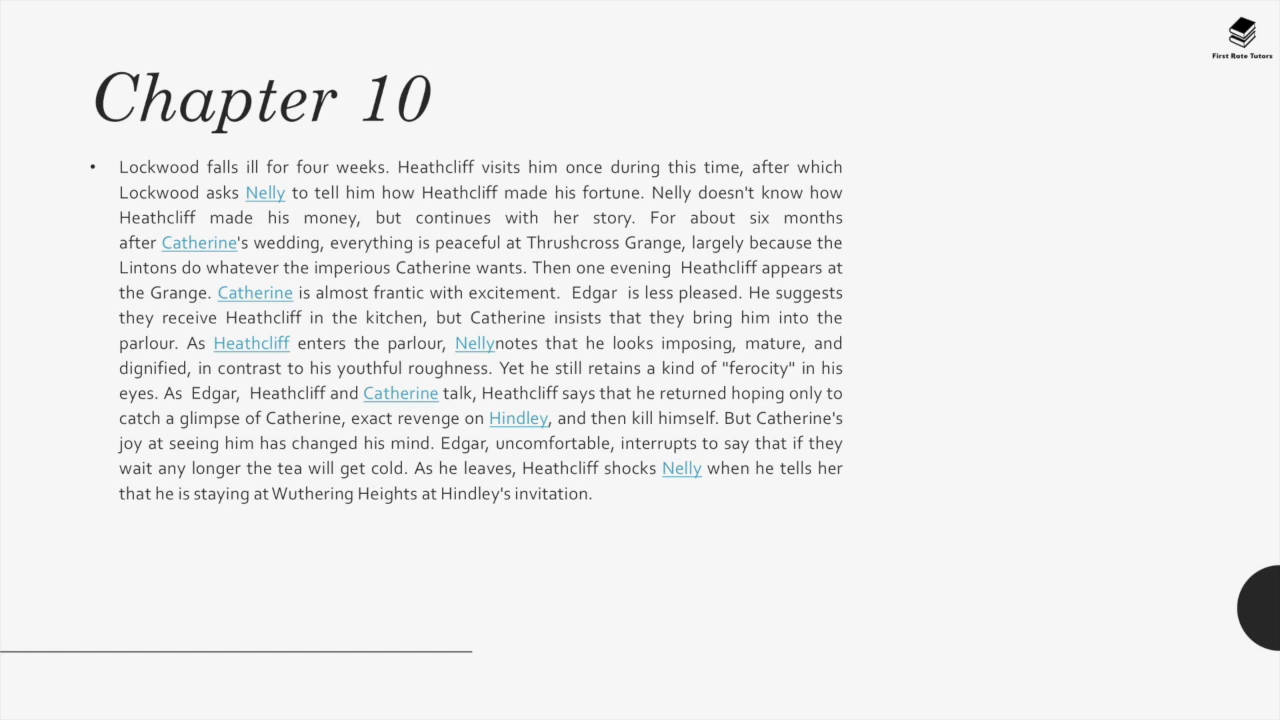 First Rate Tutors
Chapter 10
• Lockwood falls ill for four weeks. Heathcliff visits him once during this time, after which
Lockwood asks Nelly to tell him how Heathcliff made his fortune. Nelly doesn't know how
Heathcliff made his money, but continues with her story. For about six months
after Catherine's wedding, everything is peaceful at Thrushcross Grange, largely because the
Lintons do whatever the imperious Catherine wants. Then one evening Heathcliff appears at
the Grange. Catherine is almost frantic with excitement. Edgar is less pleased. He suggests
they receive Heathcliff in the kitchen, but Catherine insists that they bring him into the
parlour. As Heathcliff enters the parlour, Nellynotes that he looks imposing, mature, and
dignified, in contrast to his youthful roughness. Yet he still retains a kind of "ferocity" in his
eyes. As Edgar, Heathcliff and Catherine talk, Heathcliff says that he returned hoping only to
catch a glimpse of Catherine, exact revenge on Hindley, and then kill himself. But Catherine's
joy at seeing him has changed his mind. Edgar, uncomfortable, interrupts to say that if they
wait any longer the tea will get cold. As he leaves, Heathcliff shocks Nelly when he tells her
that he is staying at Wuthering Heights at Hindley's invitation.